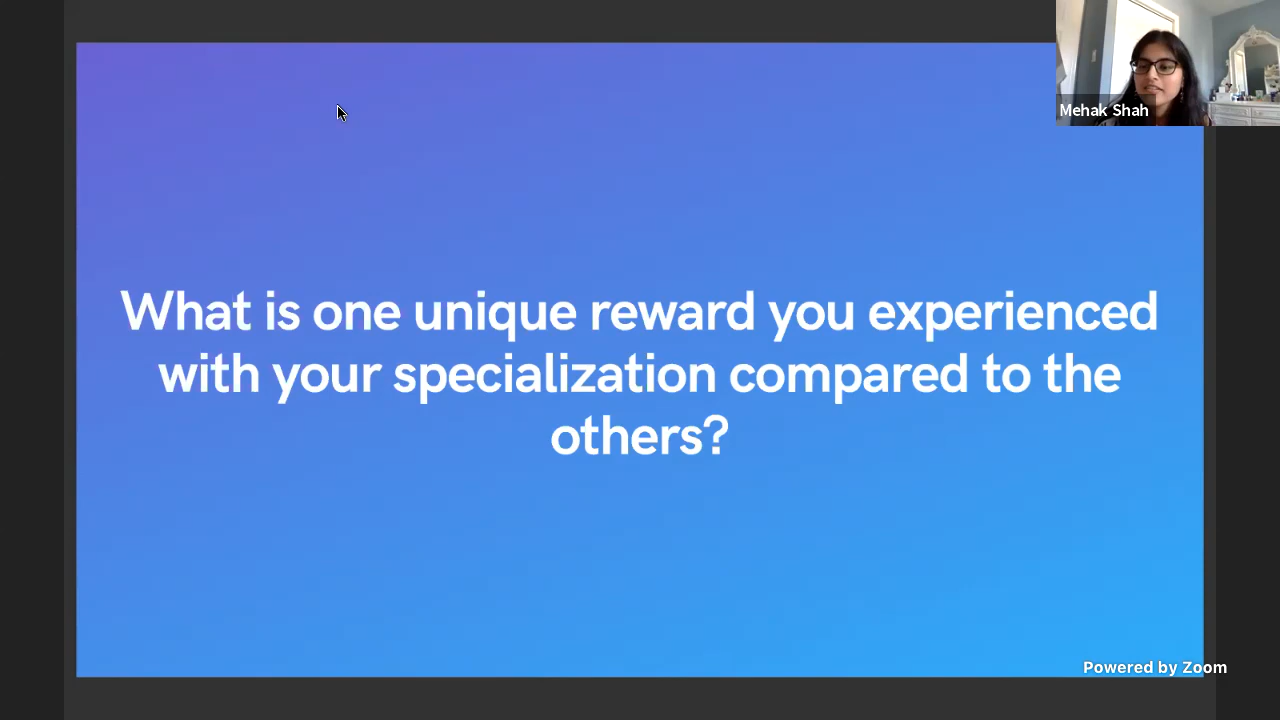 Mehak Shah
What is one unique reward you experienced
with your specialization compared to the
others?
Powered by Zoom